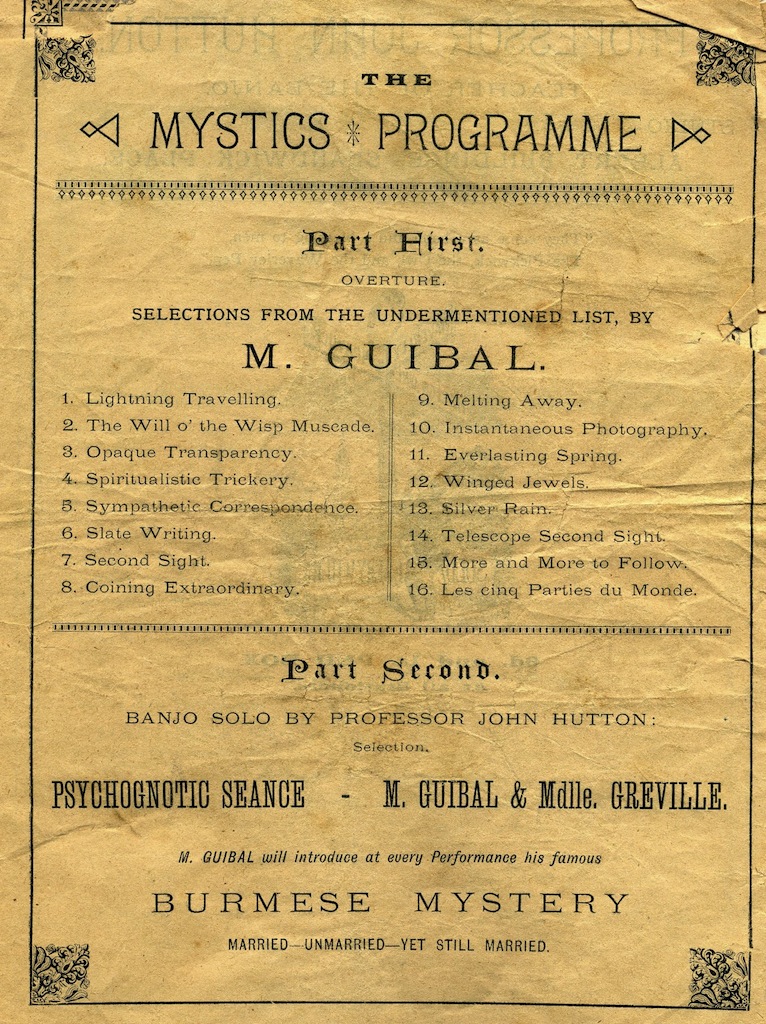 THE
MYSTICS PROGRAMME
Part First.
OVERTURE.
SELECTIONS FROM THE UNDERMENTIONED LIST, BY
M. GUIBAL.
1. Lightning Travelling.
2. The Will o' the Wisp Muscade.
3. Opaque Transparency.
4. Spiritualistic Trickery.
5. Sympathetic Correspondence.
6. Slate Writing.
7. Second Sight.
8. Coining Extraordinary.
9. Melting Away.
10. Instantaneous Photography.
11. Everlasting Spring.
12. Winged Jewels.
13. Silver Rain.
14. Telescope Second Sight.
15. More and More to Follow.
16. Les cinq Parties du Monde.
Part Second.
BANJO SOLO BY PROFESSOR JOHN HUTTON:
Selection.
PSYCHOGNOTIC SEANCE - M. GUIBAL & Mdlle. GREVILLE.
M. GUIBAL will introduce at every Performance his famous
BURMESE MYSTERY
MARRIED—UNMARRIED—YET STILL MARRIED.